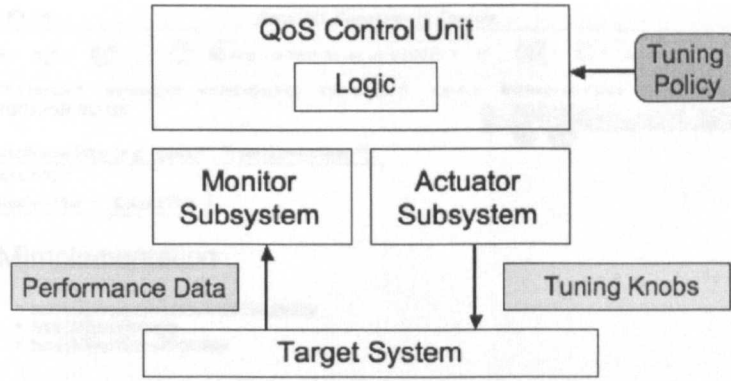 QoS Control Unit
Logic
Tuning
Policy
Monitor
Subsystem
Actuator
Subsystem
Performance Data
Tuning Knobs
Target System